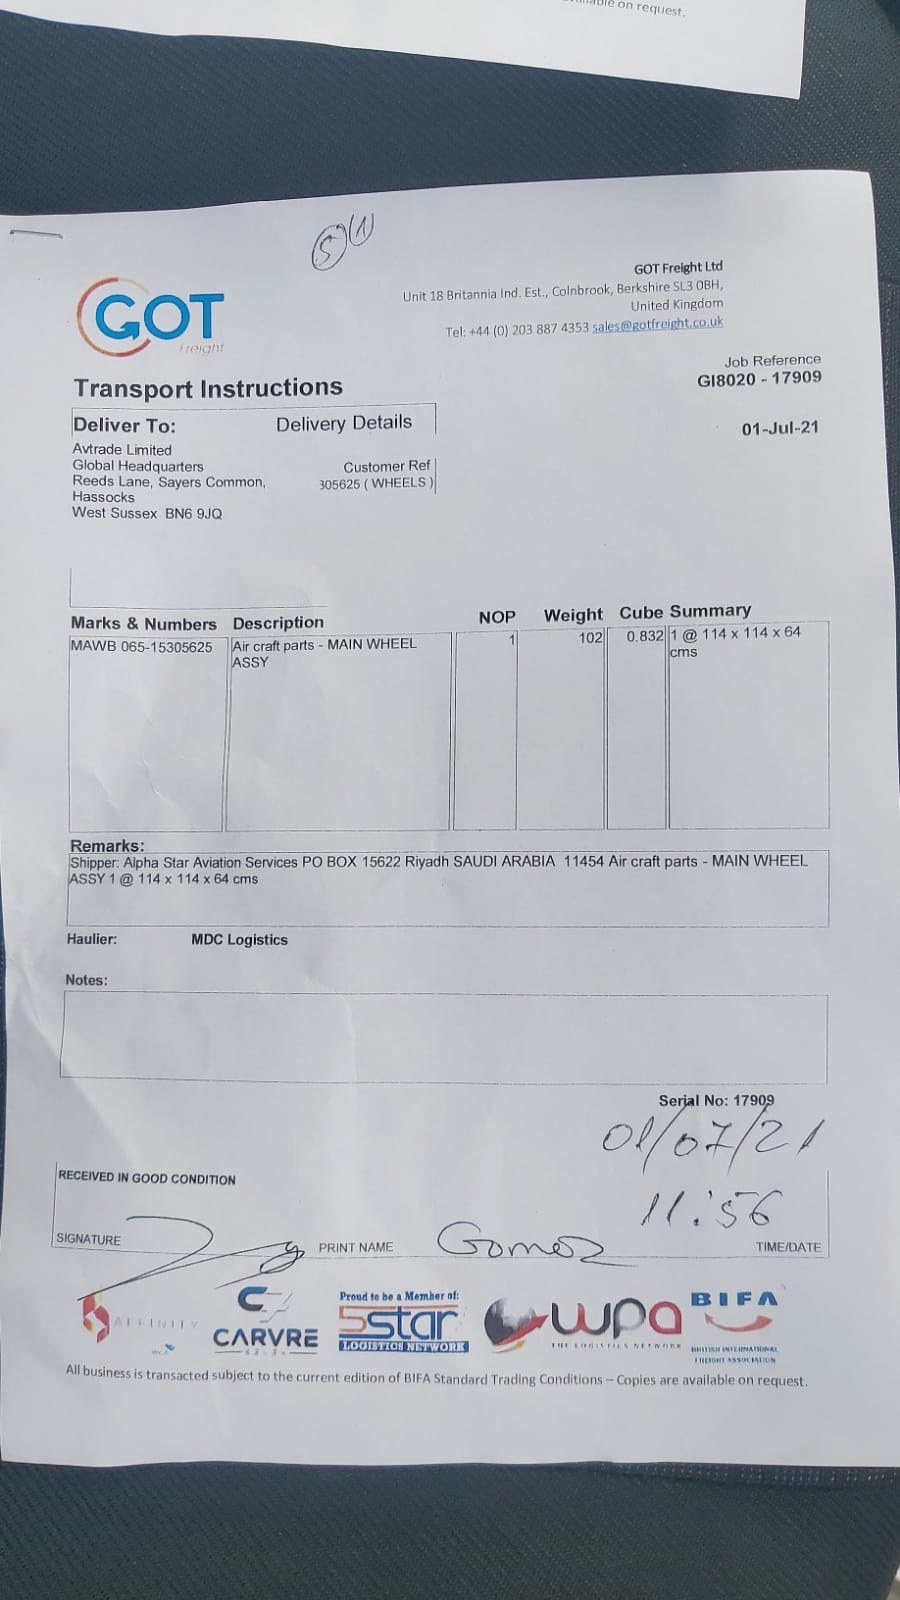 on request.
5 (1)
GOT
Freight
GOT Freight Ltd
Unit 18 Britannia Ind. Est., Colnbrook, Berkshire SL3 0BH,
United Kingdom
Tel: +44 (0) 203 887 4353 sales@gotfreight.co.uk
Job Reference
GI8020 - 17909
01-Jul-21
Transport Instructions
Deliver To: Delivery Details
Avtrade Limited
Global Headquarters Customer Ref
Reeds Lane, Sayers Common, 305625 ( WHEELS )
Hassocks
West Sussex BN6 9JQ
Marks & Numbers Description NOP Weight Cube Summary
MAWB 065-15305625 Air craft parts - MAIN WHEEL 1 102 0.832 1 @ 114 x 114 x 64
ASSY cms
Remarks:
Shipper: Alpha Star Aviation Services PO BOX 15622 Riyadh SAUDI ARABIA 11454 Air craft parts - MAIN WHEEL
ASSY 1 @ 114 x 114 x 64 cms
Haulier: MDC Logistics
Notes:
Serial No: 17909
01/07/21
RECEIVED IN GOOD CONDITION
11:56
SIGNATURE PRINT NAME Gomez TIME/DATE
AFFINITY
CARVRE
Proud to be a Member of:
5star
LOGISTICS NETWORK
wpa
THE LOGISTICS NETWORK
BIFA
BRITISH INTERNATIONAL
FREIGHT ASSOCIATION
All business is transacted subject to the current edition of BIFA Standard Trading Conditions – Copies are available on request.